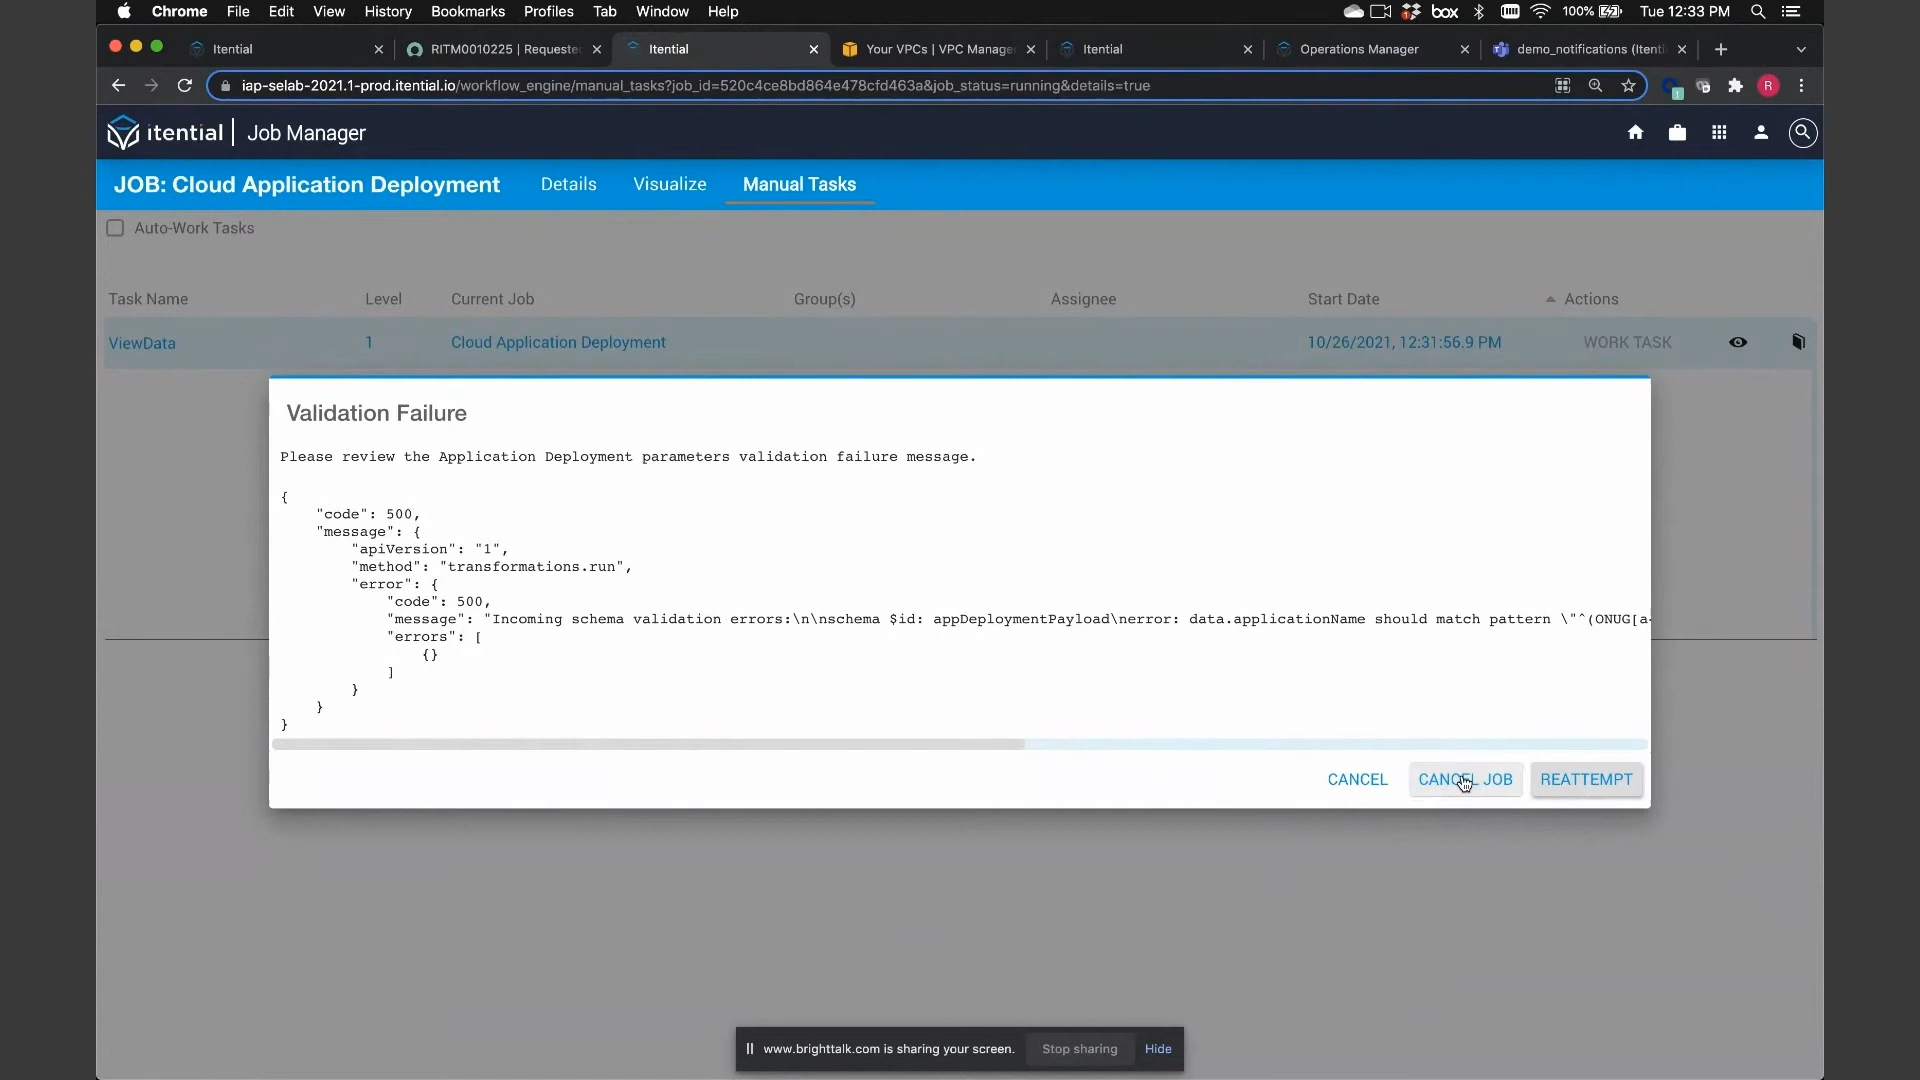 Chrome File Edit View History Bookmarks Profiles Tab Window Help box 100% Tue 12:33 PM
Itential RITM0010225 | Requeste Itential Your VPCs | VPC Manage Itential Operations Manager demo_notifications (Itenti
iap-selab-2021.1-prod.itential.io/workflow_engine/manual_tasks?job_id=520c4ce8bd864e478cfd463a&job_status=running&details=true R
itential | Job Manager
JOB: Cloud Application Deployment Details Visualize Manual Tasks
Auto-Work Tasks
Task Name Level Current Job Group(s) Assignee Start Date Actions
ViewData 1 Cloud Application Deployment 10/26/2021, 12:31:56.9 PM WORK TASK
Validation Failure
Please review the Application Deployment parameters validation failure message.
{
"code": 500,
"message": {
"apiVersion": "1",
"method": "transformations.run",
"error": {
"code": 500,
"message": "Incoming schema validation errors:\n\nschema $id: appDeploymentPayload\nerror: data.applicationName should match pattern \"^(ONUG[a-
"errors": [
{}
]
}
}
}
CANCEL CANCEL JOB REATTEMPT
www.brighttalk.com is sharing your screen. Stop sharing Hide